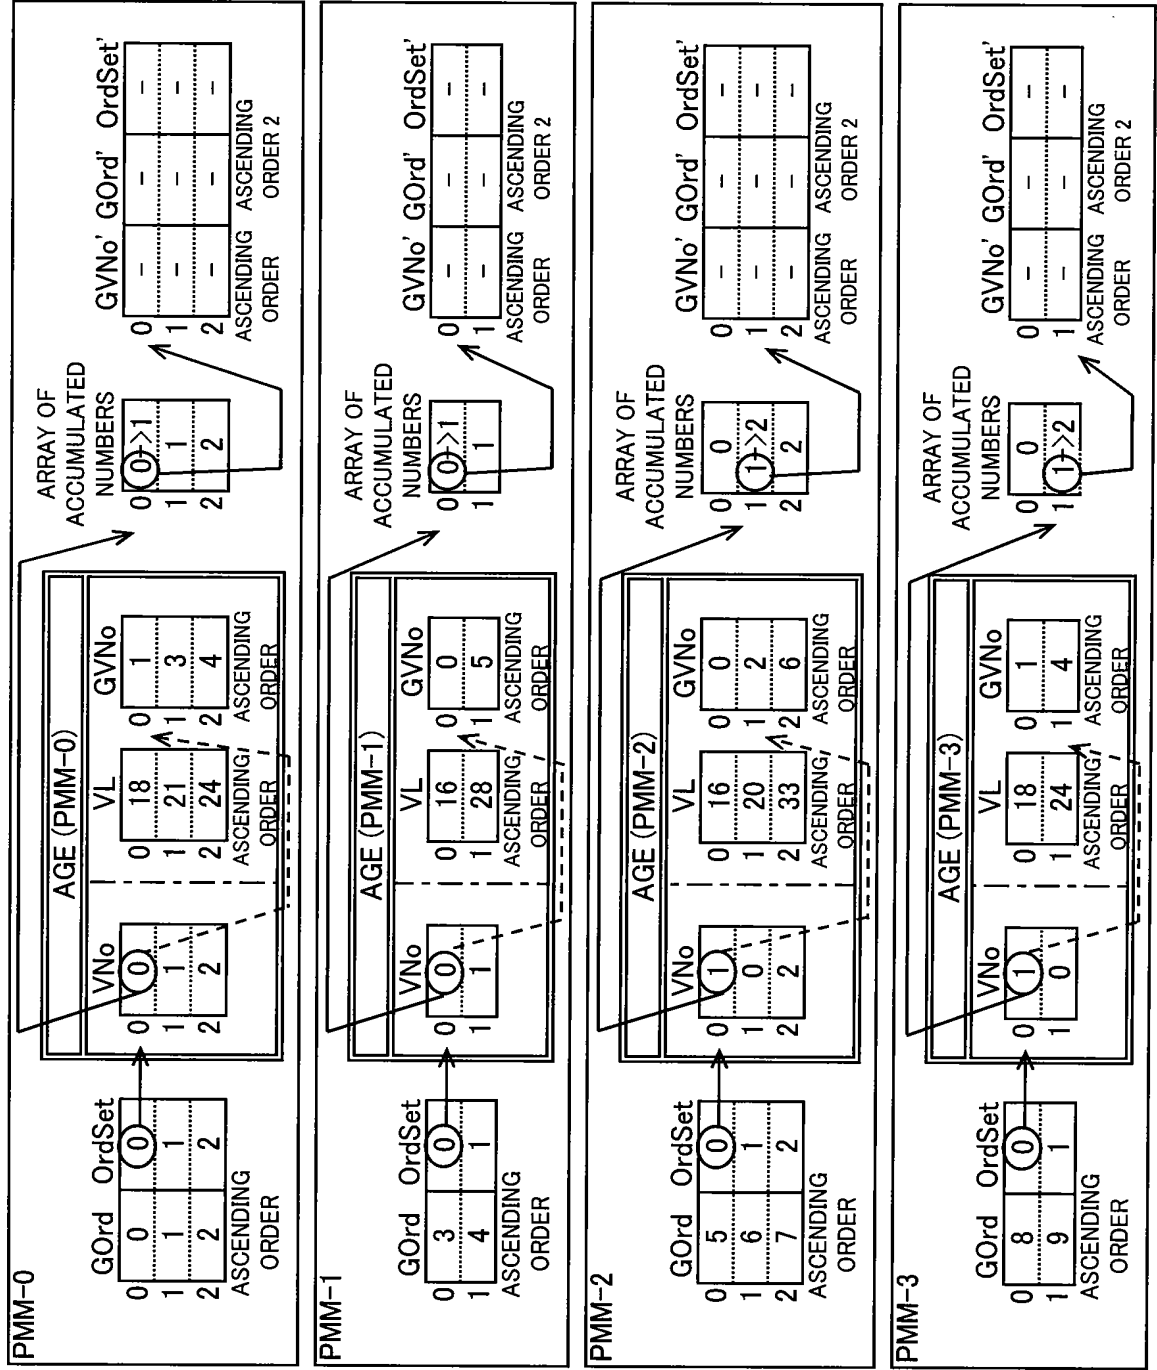 PMM-0
GOrd OrdSet
0 0 0
1 1 1
2 2 2
ASCENDING
ORDER
AGE (PMM-0)
VNo VL GVNo
0 0 0 18 0 1
1 1 1 21 1 3
2 2 2 24 2 4
ASCENDING ASCENDING
ORDER ORDER
ARRAY OF
ACCUMULATED
NUMBERS
0 0->1
1 1
2 2
GVNo' GOrd' OrdSet'
0 - - -
1 - - -
2 - - -
ASCENDING ASCENDING
ORDER ORDER 2
PMM-1
GOrd OrdSet
0 3 0
1 4 1
ASCENDING
ORDER
AGE (PMM-1)
VNo VL GVNo
0 0 0 16 0 0
1 1 1 28 1 5
ASCENDING ASCENDING
ORDER ORDER
ARRAY OF
ACCUMULATED
NUMBERS
0 0->1
1 1
GVNo' GOrd' OrdSet'
0 - - -
1 - - -
ASCENDING ASCENDING
ORDER ORDER 2
PMM-2
GOrd OrdSet
0 5 0
1 6 1
2 7 2
ASCENDING
ORDER
AGE (PMM-2)
VNo VL GVNo
0 1 0 16 0 0
1 0 1 20 1 2
2 2 2 33 2 6
ASCENDING ASCENDING
ORDER ORDER
ARRAY OF
ACCUMULATED
NUMBERS
0 0
1 1->2
2 2
GVNo' GOrd' OrdSet'
0 - - -
1 - - -
2 - - -
ASCENDING ASCENDING
ORDER ORDER 2
PMM-3
GOrd OrdSet
0 8 0
1 9 1
ASCENDING
ORDER
AGE (PMM-3)
VNo VL GVNo
0 1 0 18 0 1
1 0 1 24 1 4
ASCENDING ASCENDING
ORDER ORDER
ARRAY OF
ACCUMULATED
NUMBERS
0 0
1 1->2
GVNo' GOrd' OrdSet'
0 - - -
1 - - -
ASCENDING ASCENDING
ORDER ORDER 2